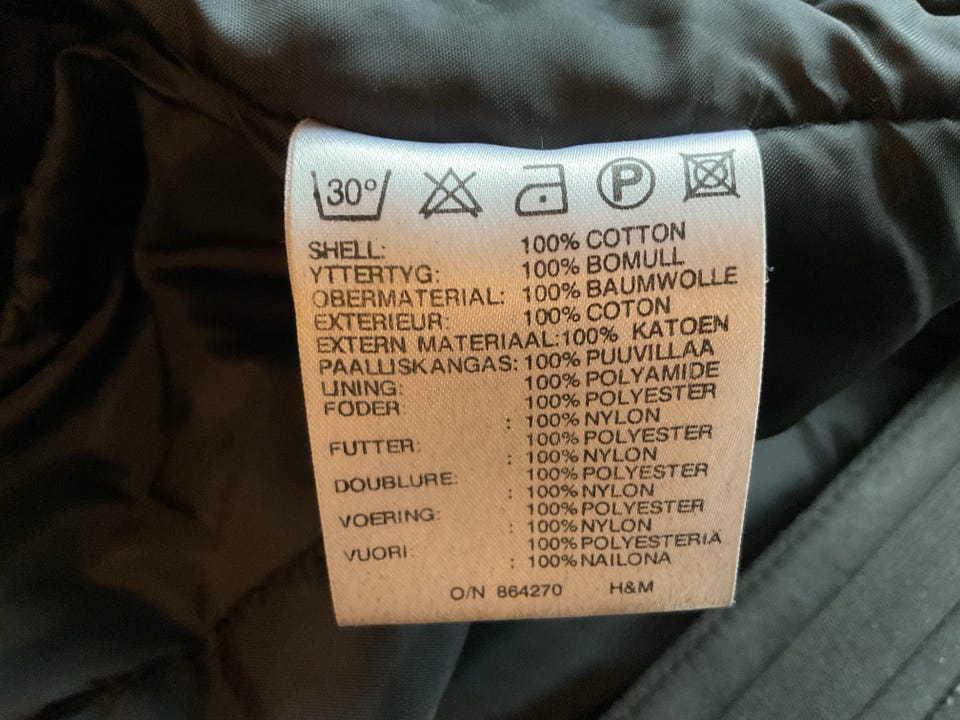 30°
P
SHELL: 100% COTTON
YTTERTYG: 100% BOMULL
OBERMATERIAL: 100% BAUMWOLLE
EXTERIEUR: 100% COTON
EXTERN MATERIAAL: 100% KATOEN
PAALLISKANGAS: 100% PUUVILLAA
LINING: 100% POLYAMIDE
FODER 100% POLYESTER
: 100% NYLON
FUTTER: 100% POLYESTER
: 100% NYLON
DOUBLURE: 100% POLYESTER
: 100% NYLON
VOERING: 100% POLYESTER
: 100% NYLON
VUORI: 100% POLYESTERIA
: 100% NAILONA
O/N 864270 H&M